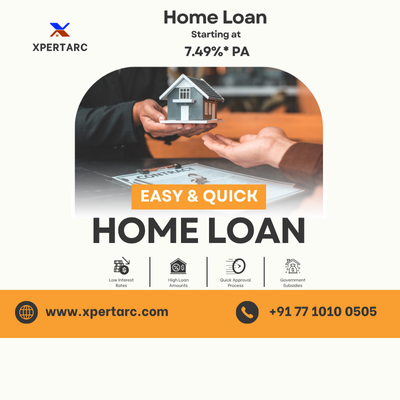 Home Loan
Starting at
7.49%* PA
XPERTARC
CONTRACT
EASY & QUICK
HOME LOAN
Low Interest
Rates
High Loan
Amounts
Quick Approval
Process
Government
Subsidies
www.xpertarc.com
+91 77 1010 0505